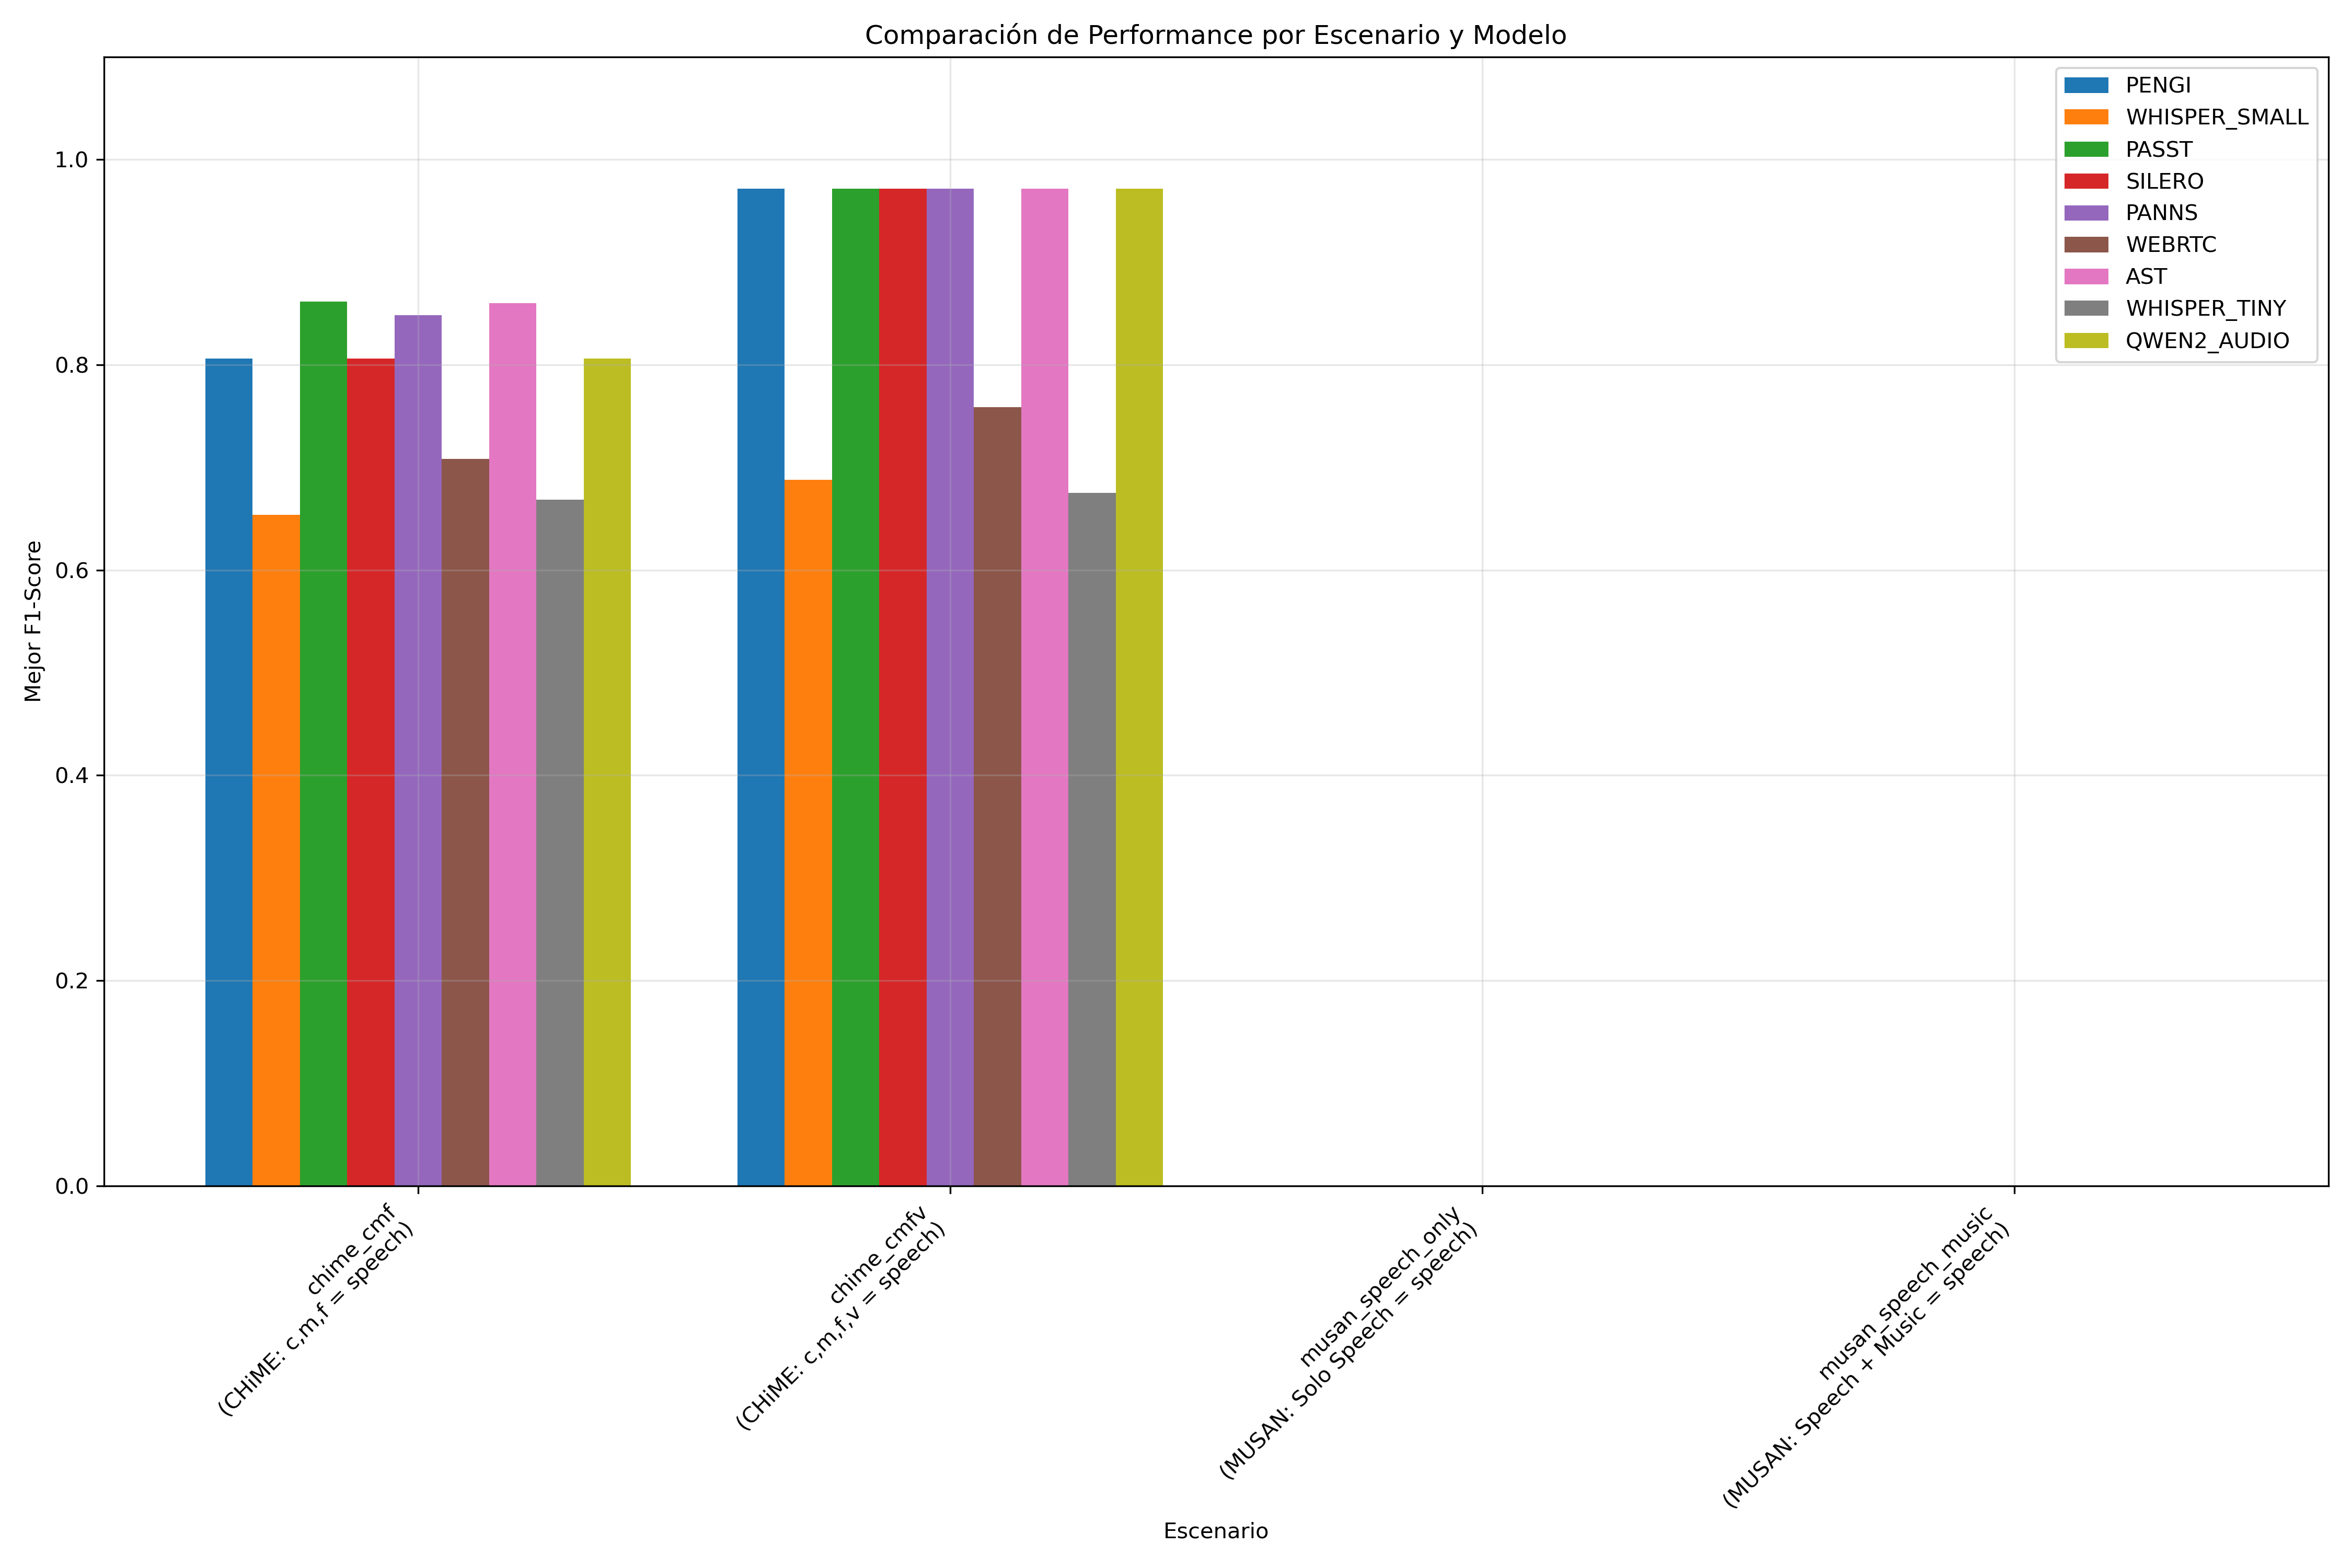 Comparación de Performance por Escenario y Modelo
PENGI
WHISPER_SMALL
PASST
SILERO
PANNS
WEBRTC
AST
WHISPER_TINY
QWEN2_AUDIO
Mejor F1-Score
1.0
0.8
0.6
0.4
0.2
0.0
chime_cmf
(CHiME: c,m,f = speech)
chime_cmfv
(CHiME: c,m,f,v = speech)
musan_speech_only
(MUSAN: Solo Speech = speech)
musan_speech_music
(MUSAN: Speech + Music = speech)
Escenario